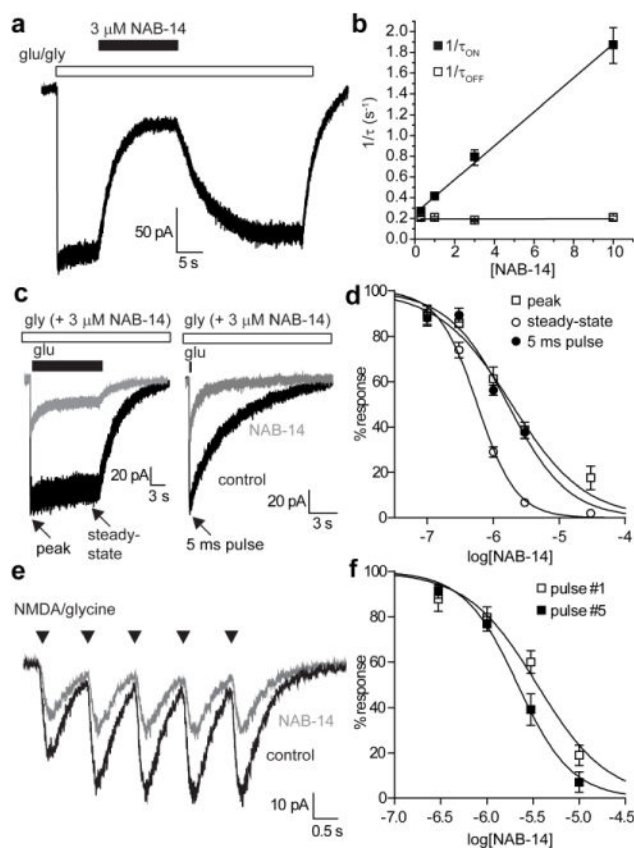 a
3 μM NAB-14
glu/gly
50 pA
5 s
b
1/τON
1/τOFF
1/τ (s-1)
2.0
1.8
1.6
1.4
1.2
1.0
0.8
0.6
0.4
0.2
0.0
0 2 4 6 8 10
[NAB-14]
c
gly (+ 3 μM NAB-14)
glu
20 pA
3 s
peak
steady-
state
gly (+ 3 μM NAB-14)
glu
NAB-14
control
20 pA
3 s
5 ms pulse
d
peak
steady-state
5 ms pulse
% response
100
80
60
40
20
0
-7 -6 -5 -4
log[NAB-14]
e
NMDA/glycine
NAB-14
control
10 pA
0.5 s
f
pulse #1
pulse #5
% response
100
80
60
40
20
0
-7.0 -6.5 -6.0 -5.5 -5.0 -4.5
log[NAB-14]